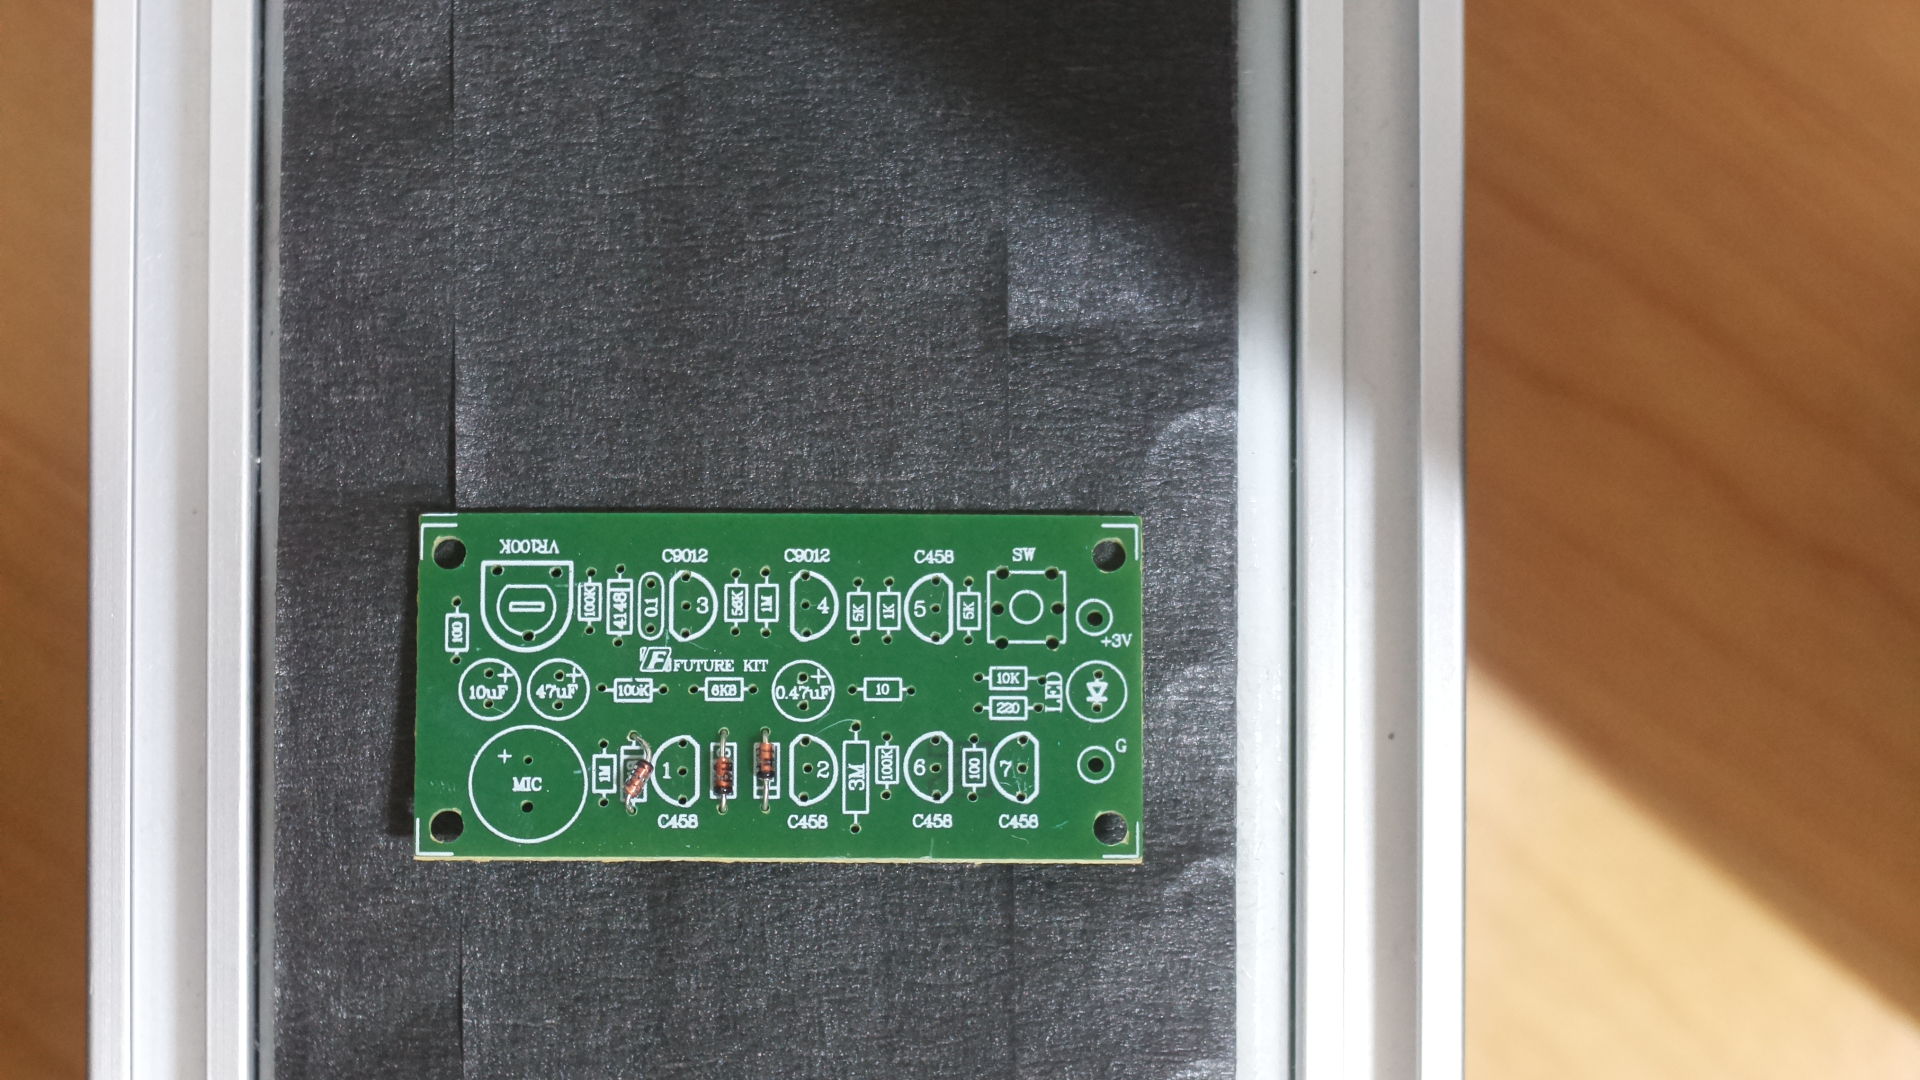 VR100K
C9012
C9012
C458
SW
100
100K
4148
0.1
3
56K
1M
4
5K
1K
5
5K
+3V
F FUTURE KIT
10uF
+
47uF
+
100K
6K8
0.47uF
+
10
10K
220
LED
+
MIC
1M
1
2
3M
100K
6
100
7
G
C458
C458
C458
C458